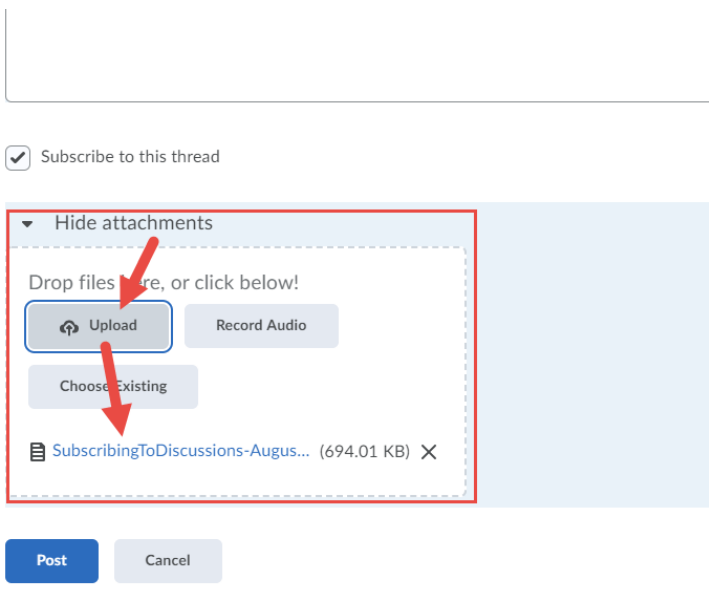 Subscribe to this thread
Hide attachments
Drop files here, or click below!
Upload Record Audio
Choose Existing
SubscribingToDiscussions-Augus... (694.01 KB)
Post Cancel